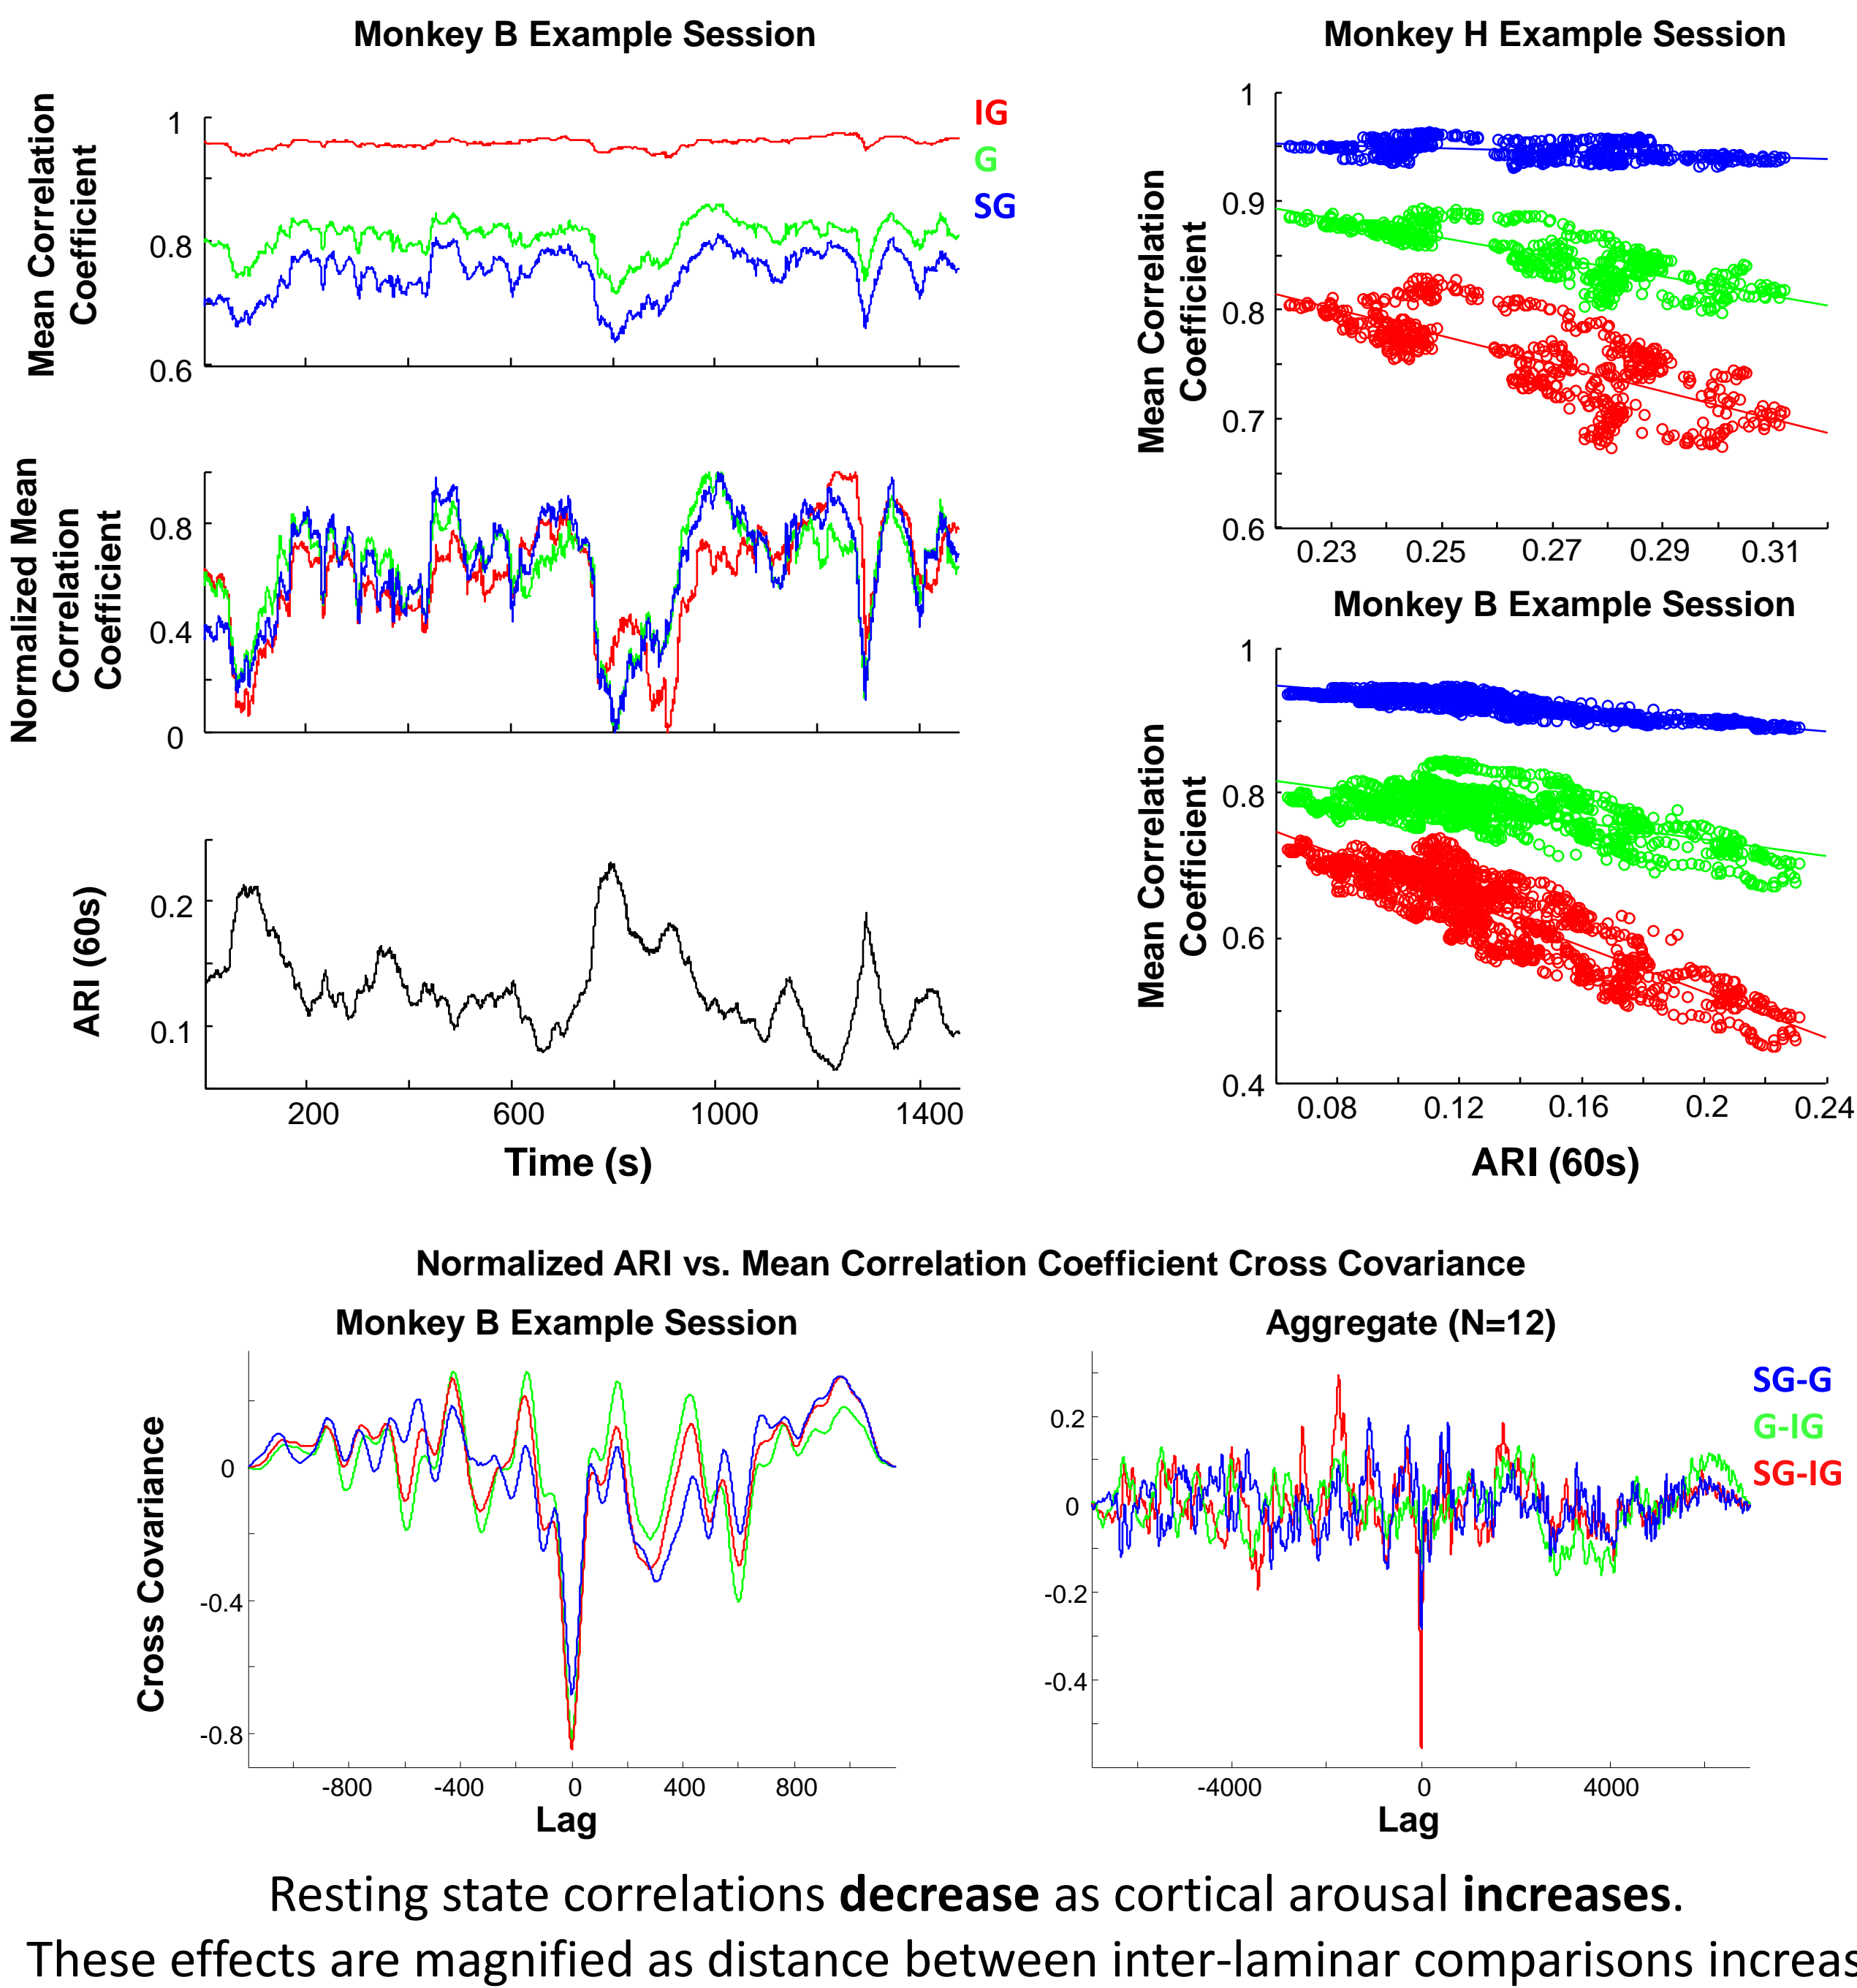 Monkey B Example Session
Mean Correlation
Coefficient
1
0.8
0.6
IG
G
SG
Normalized Mean
Correlation
Coefficient
0.8
0.4
0
ARI (60s)
0.2
0.1
200
600
800
1000
1400
Time (s)
Monkey H Example Session
Mean Correlation
Coefficient
1
0.9
0.8
0.7
0.6
0.23
0.25
0.27
0.29
0.31
Monkey B Example Session
Mean Correlation
Coefficient
1
0.8
0.6
0.4
0.08
0.12
0.16
0.2
0.24
ARI (60s)
Normalized ARI vs. Mean Correlation Coefficient Cross Covariance
Monkey B Example Session
Cross Covariance
0
-0.4
-0.8
-800
-400
0
400
800
Lag
Aggregate (N=12)
0.2
0
-0.2
-0.4
-4000
0
4000
Lag
SG-G
G-IG
SG-IG
Resting state correlations decrease as cortical arousal increases.
These effects are magnified as distance between inter-laminar comparisons increas